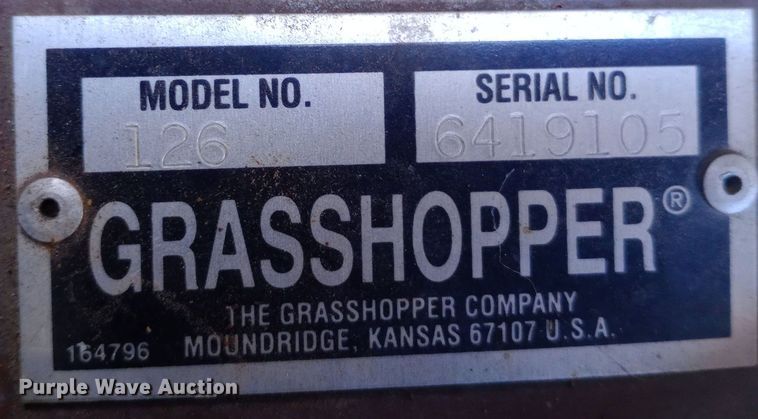 MODEL NO. SERIAL NO.
126 6419105
GRASSHOPPER®
THE GRASSHOPPER COMPANY
164796 MOUNDRIDGE, KANSAS 67107 U.S.A.
Purple Wave Auction